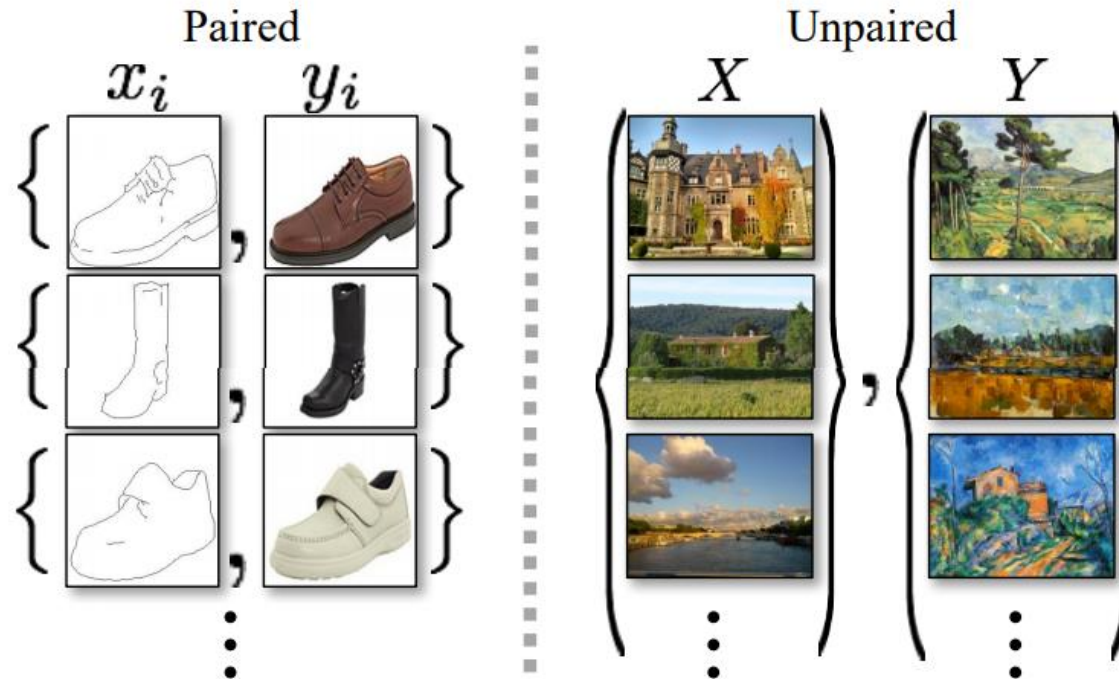 Paired
Unpaired
x_i y_i
X Y
{ , }
{ , }
{ , }
{ } , { }
⋮ ⋮ ⋮